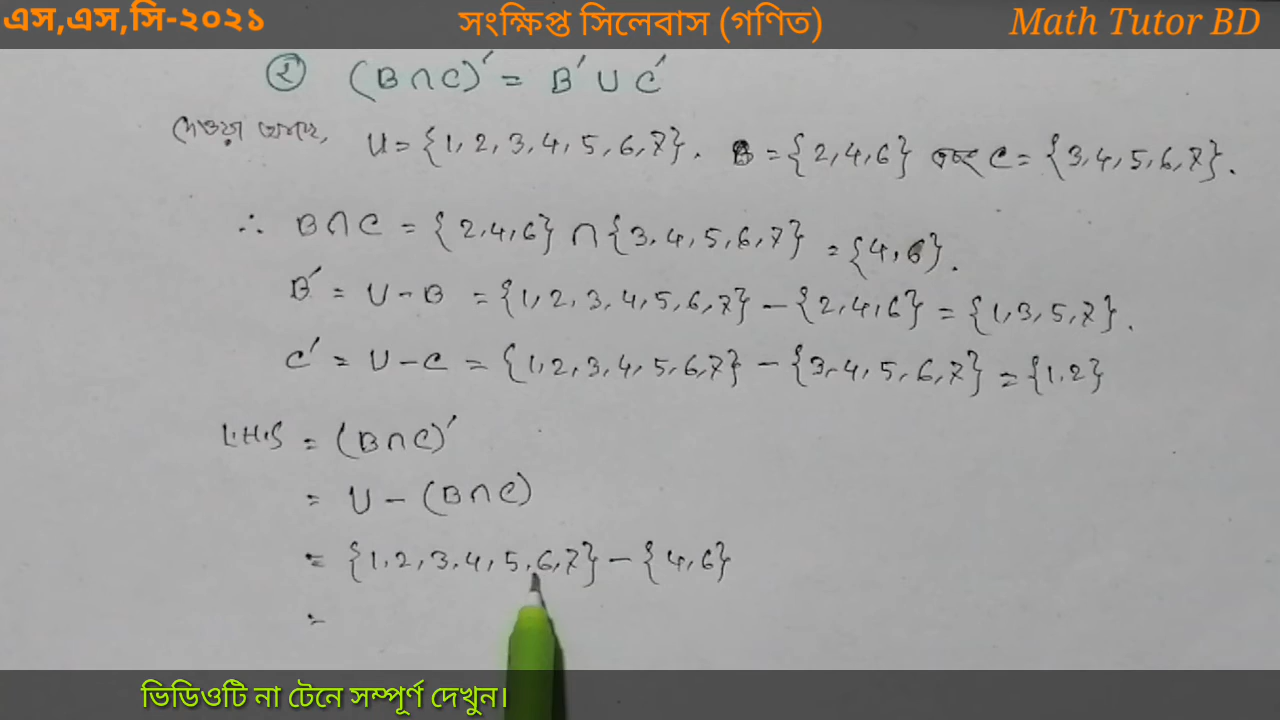 এস,এস,সি-২০২১ সংক্ষিপ্ত সিলেবাস (গণিত) Math Tutor BD
২ (B∩C)′ = B′∪C′
দেওয়া আছে, U = {1, 2, 3, 4, 5, 6, 7}. B = {2, 4, 6} এবং C = {3, 4, 5, 6, 7}.
∴ B∩C = {2, 4, 6} ∩ {3, 4, 5, 6, 7} = {4, 6}.
B′ = U − B = {1, 2, 3, 4, 5, 6, 7} − {2, 4, 6} = {1, 3, 5, 7}.
C′ = U − C = {1, 2, 3, 4, 5, 6, 7} − {3, 4, 5, 6, 7} = {1, 2}
L.H.S = (B∩C)′
= U − (B∩C)
= {1, 2, 3, 4, 5, 6, 7} − {4, 6}
=
ভিডিওটি না টেনে সম্পূর্ণ দেখুন।